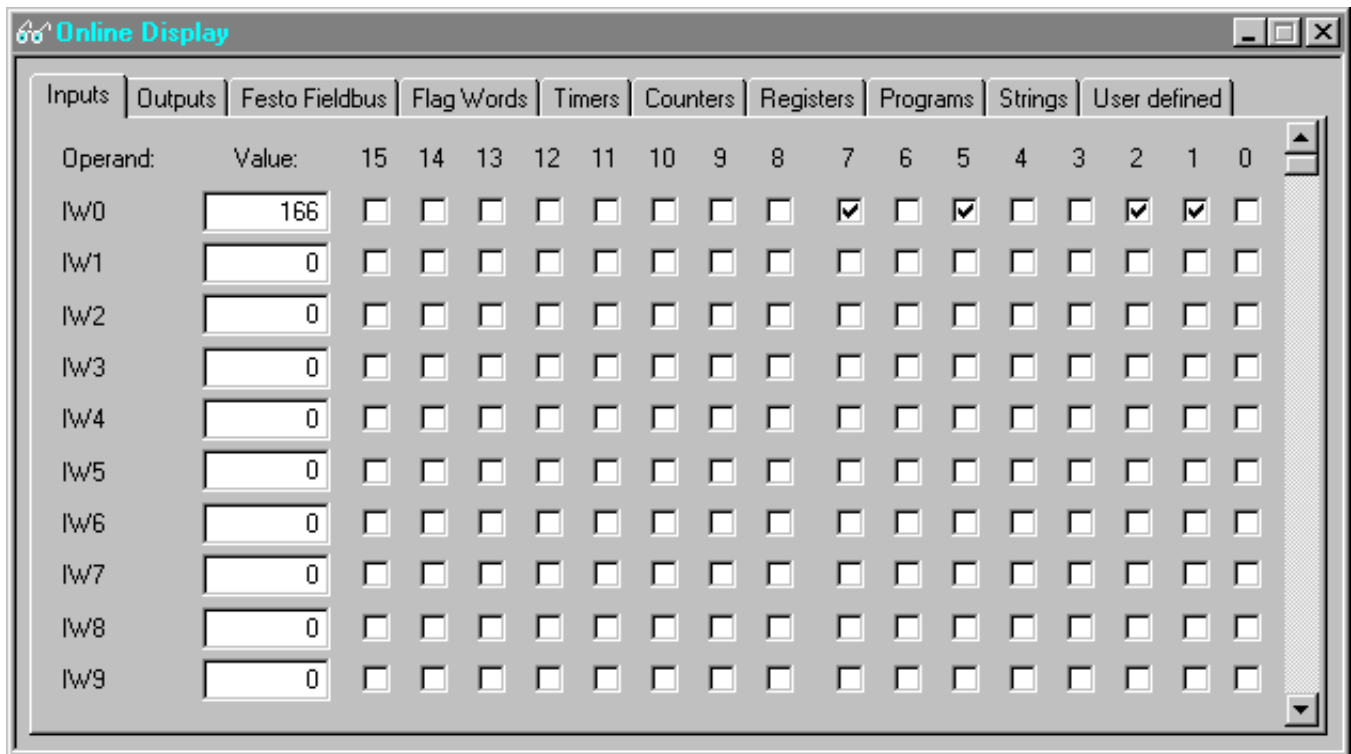 Online Display
Inputs Outputs Festo Fieldbus Flag Words Timers Counters Registers Programs Strings User defined
Operand: Value: 15 14 13 12 11 10 9 8 7 6 5 4 3 2 1 0
IW0 166
IW1 0
IW2 0
IW3 0
IW4 0
IW5 0
IW6 0
IW7 0
IW8 0
IW9 0